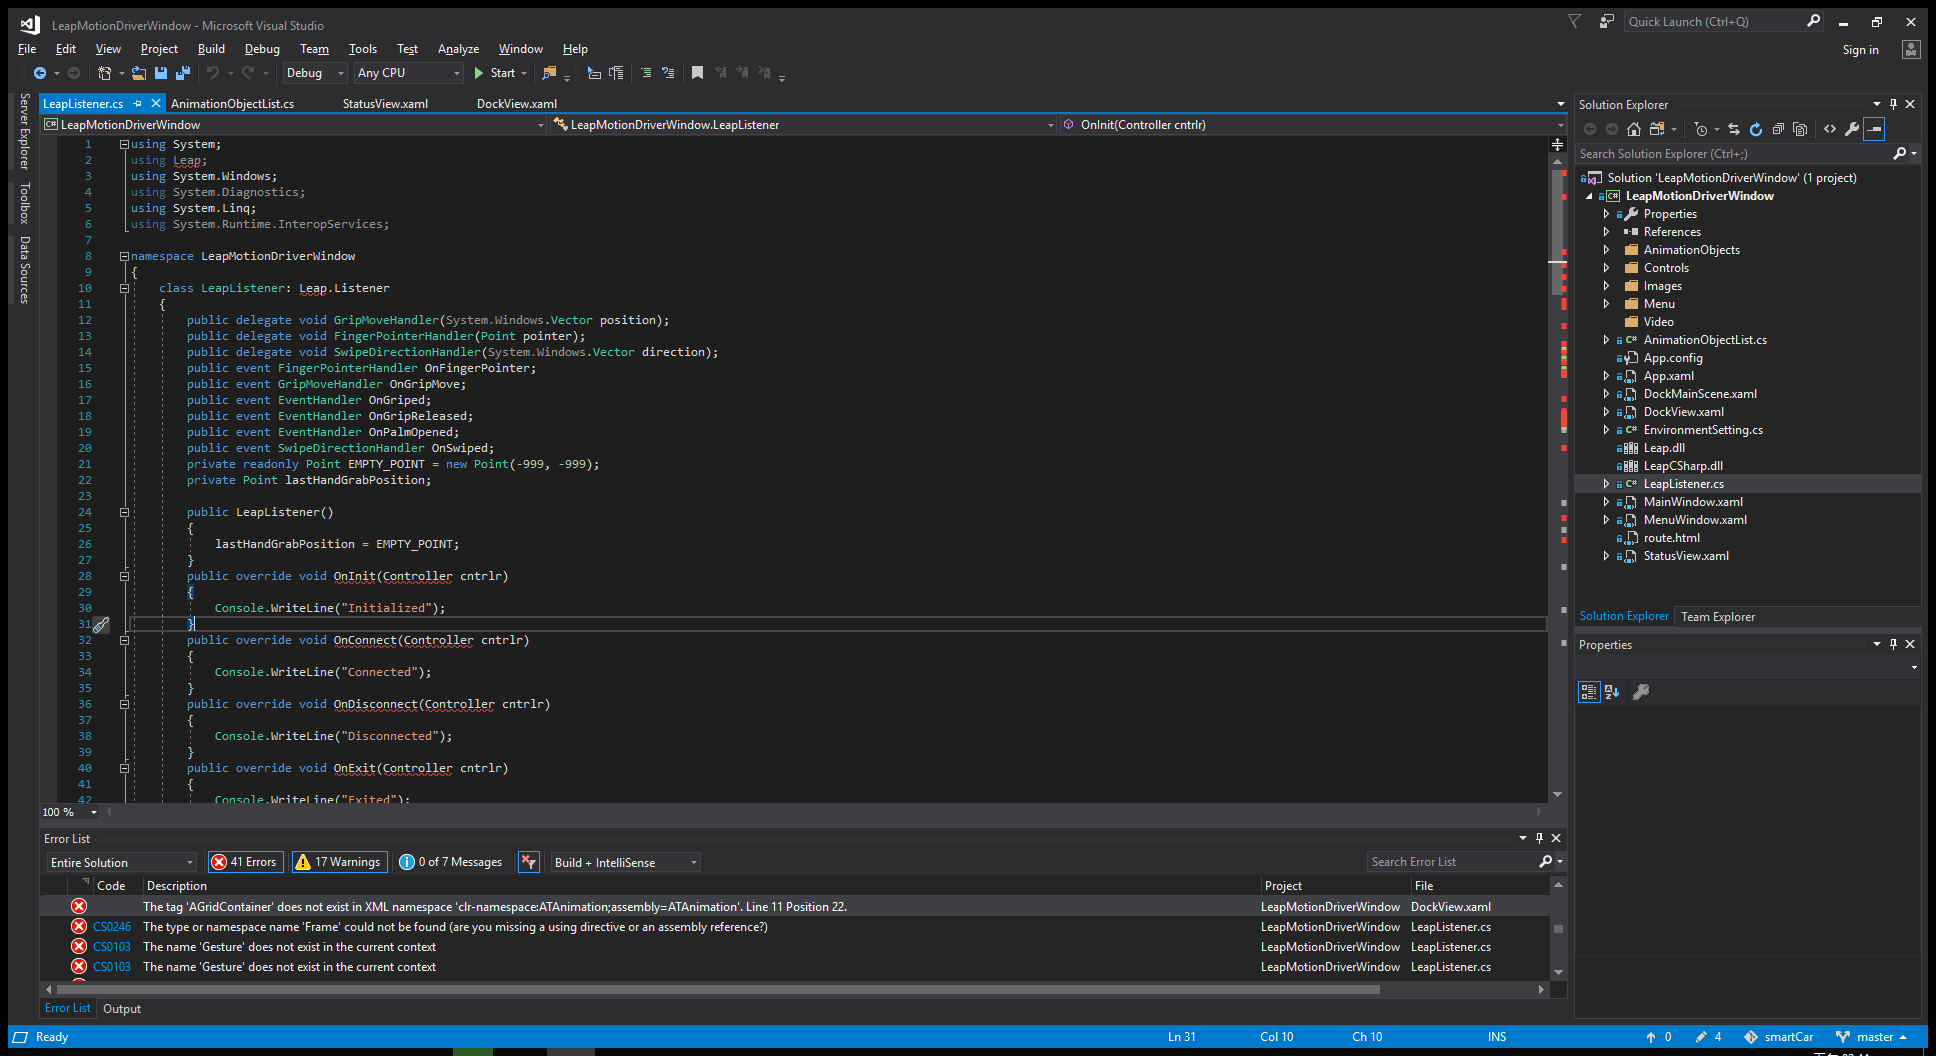 LeapMotionDriverWindow - Microsoft Visual Studio
Quick Launch (Ctrl+Q)
File Edit View Project Build Debug Team Tools Test Analyze Window Help
Sign in
Debug Any CPU Start
Server Explorer
Toolbox
Data Sources
LeapListener.cs AnimationObjectList.cs StatusView.xaml DockView.xaml
LeapMotionDriverWindow LeapMotionDriverWindow.LeapListener OnInit(Controller cntrlr)
1 using System;
2 using Leap;
3 using System.Windows;
4 using System.Diagnostics;
5 using System.Linq;
6 using System.Runtime.InteropServices;
7
8 namespace LeapMotionDriverWindow
9 {
10 class LeapListener: Leap.Listener
11 {
12 public delegate void GripMoveHandler(System.Windows.Vector position);
13 public delegate void FingerPointerHandler(Point pointer);
14 public delegate void SwipeDirectionHandler(System.Windows.Vector direction);
15 public event FingerPointerHandler OnFingerPointer;
16 public event GripMoveHandler OnGripMove;
17 public event EventHandler OnGriped;
18 public event EventHandler OnGripReleased;
19 public event EventHandler OnPalmOpened;
20 public event SwipeDirectionHandler OnSwiped;
21 private readonly Point EMPTY_POINT = new Point(-999, -999);
22 private Point lastHandGrabPosition;
23
24 public LeapListener()
25 {
26 lastHandGrabPosition = EMPTY_POINT;
27 }
28 public override void OnInit(Controller cntrlr)
29 {
30 Console.WriteLine("Initialized");
31 }
32 public override void OnConnect(Controller cntrlr)
33 {
34 Console.WriteLine("Connected");
35 }
36 public override void OnDisconnect(Controller cntrlr)
37 {
38 Console.WriteLine("Disconnected");
39 }
40 public override void OnExit(Controller cntrlr)
41 {
42 Console.WriteLine("Exited");
100 %
Solution Explorer
Search Solution Explorer (Ctrl+;)
Solution 'LeapMotionDriverWindow' (1 project)
LeapMotionDriverWindow
Properties
References
AnimationObjects
Controls
Images
Menu
Video
AnimationObjectList.cs
App.config
App.xaml
DockMainScene.xaml
DockView.xaml
EnvironmentSetting.cs
Leap.dll
LeapCSharp.dll
LeapListener.cs
MainWindow.xaml
MenuWindow.xaml
route.html
StatusView.xaml
Solution Explorer Team Explorer
Properties
Error List
Entire Solution 41 Errors 17 Warnings 0 of 7 Messages Build + IntelliSense Search Error List
Code Description Project File
The tag 'AGridContainer' does not exist in XML namespace 'clr-namespace:ATAnimation;assembly=ATAnimation'. Line 11 Position 22. LeapMotionDriverWindow DockView.xaml
CS0246 The type or namespace name 'Frame' could not be found (are you missing a using directive or an assembly reference?) LeapMotionDriverWindow LeapListener.cs
CS0103 The name 'Gesture' does not exist in the current context LeapMotionDriverWindow LeapListener.cs
CS0103 The name 'Gesture' does not exist in the current context LeapMotionDriverWindow LeapListener.cs
Error List Output
Ready Ln 31 Col 10 Ch 10 INS 0 4 smartCar master